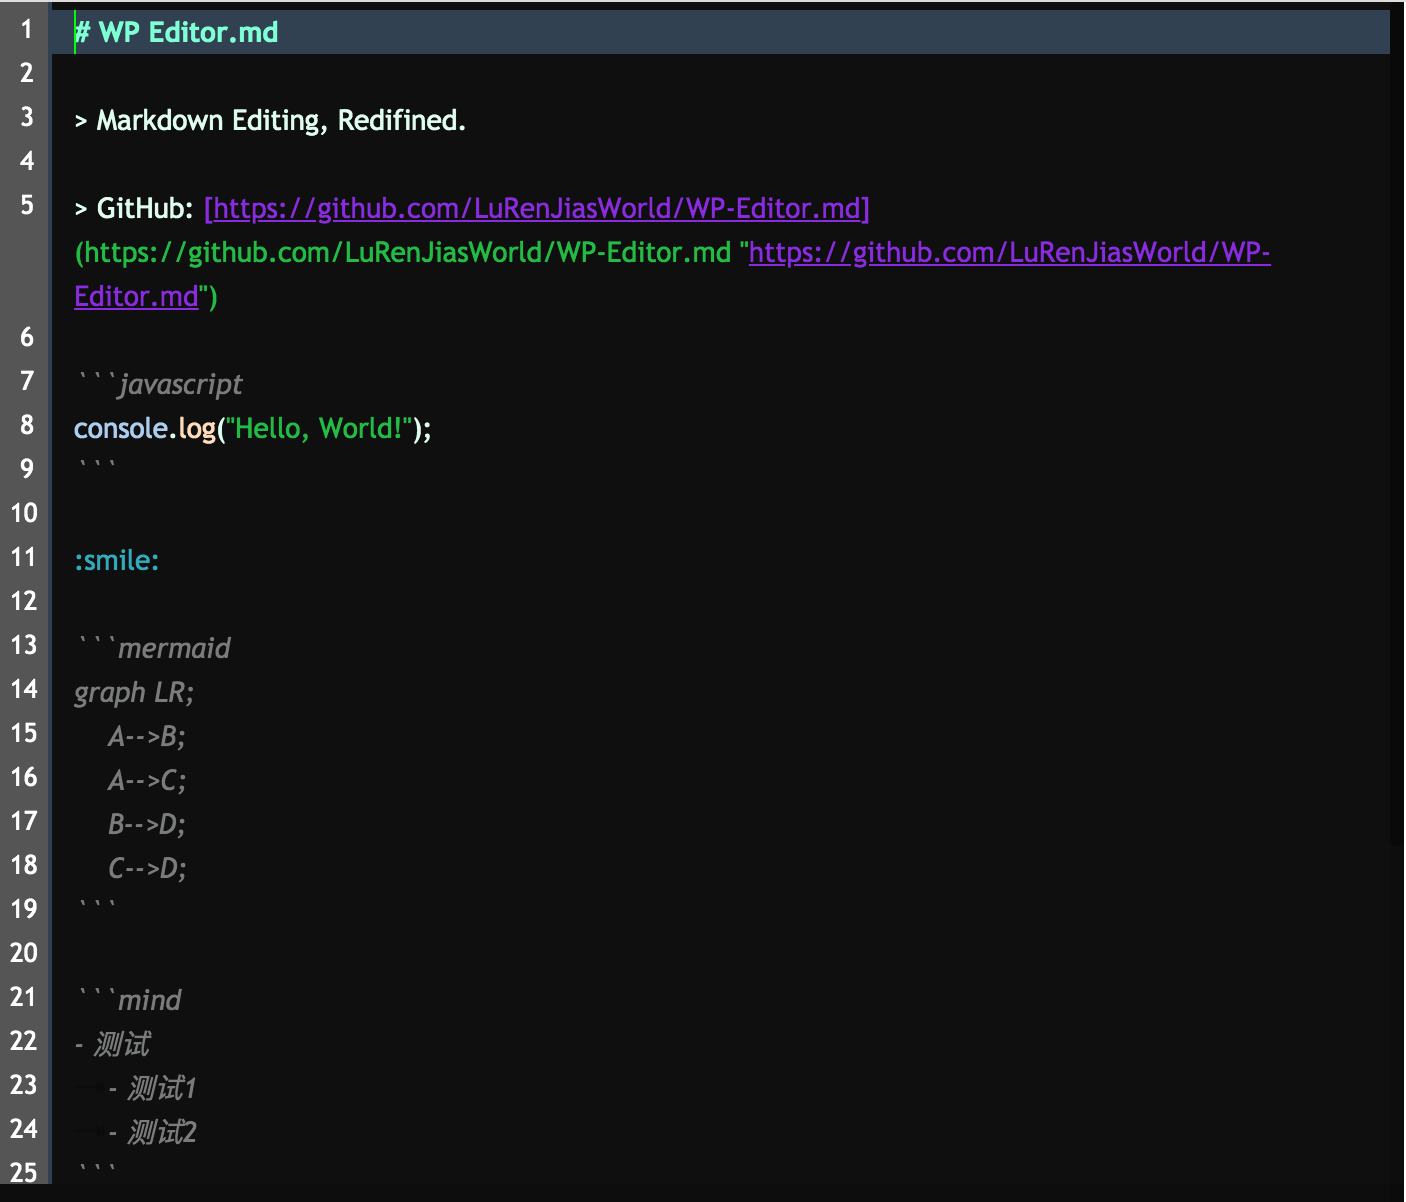 1 # WP Editor.md
2
3 > Markdown Editing, Redifined.
4
5 > GitHub: [https://github.com/LuRenJiasWorld/WP-Editor.md]
(https://github.com/LuRenJiasWorld/WP-Editor.md "https://github.com/LuRenJiasWorld/WP-
Editor.md")
6
7 ```javascript
8 console.log("Hello, World!");
9 ```
10
11 :smile:
12
13 ```mermaid
14 graph LR;
15     A-->B;
16     A-->C;
17     B-->D;
18     C-->D;
19 ```
20
21 ```mind
22 - 测试
23     - 测试1
24     - 测试2
25 ```